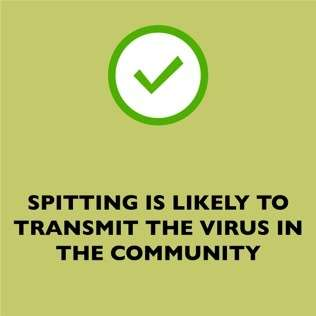 SPITTING IS LIKELY TO
TRANSMIT THE VIRUS IN
THE COMMUNITY